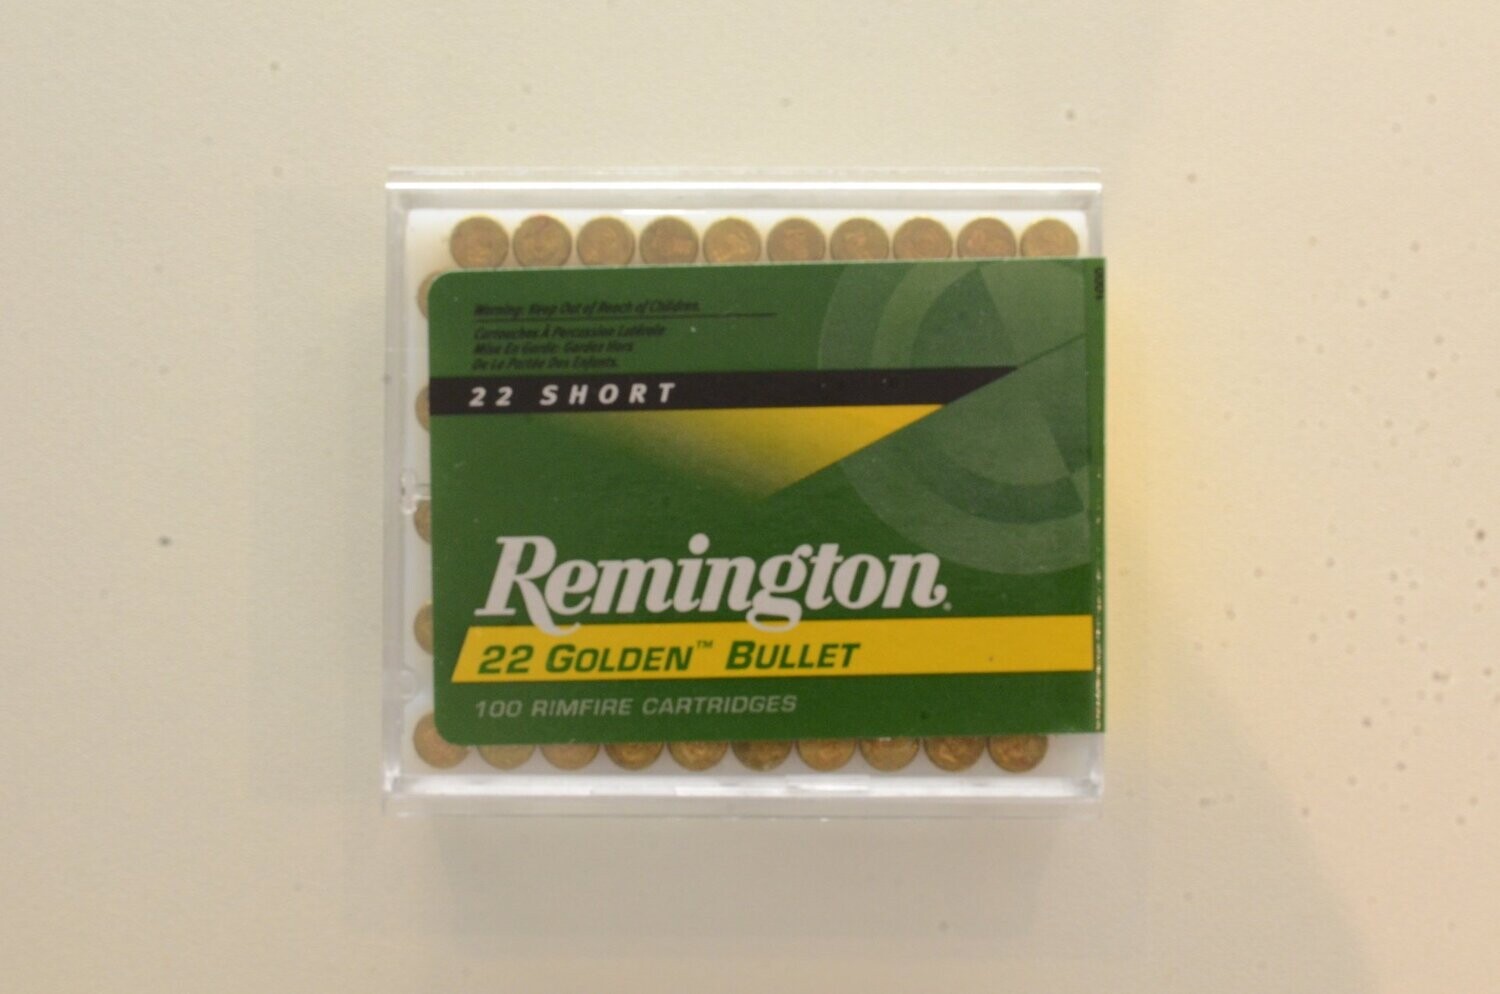 Warning: Keep Out of Reach of Children.
Cartouches À Percussion Latérale
Mise En Garde: Gardez Hors
De La Portée Des Enfants.
22 SHORT
Remington.
22 GOLDEN™ BULLET
100 RIMFIRE CARTRIDGES